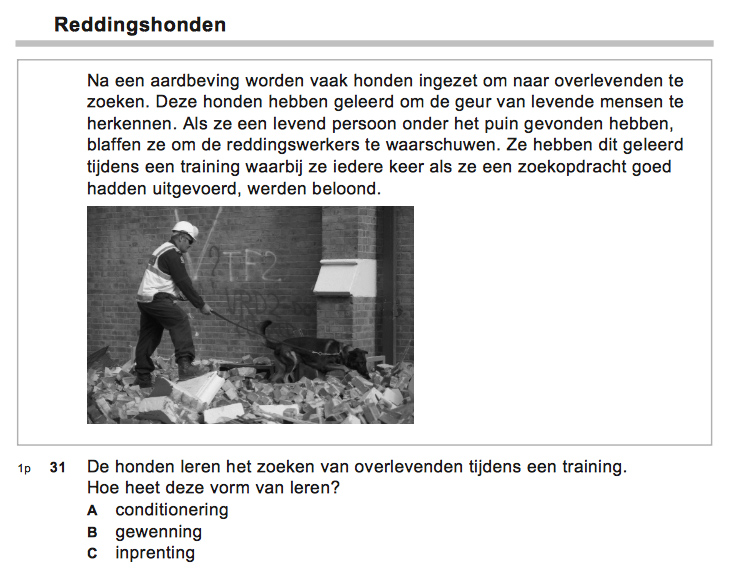 Reddingshonden
Na een aardbeving worden vaak honden ingezet om naar overlevenden te
zoeken. Deze honden hebben geleerd om de geur van levende mensen te
herkennen. Als ze een levend persoon onder het puin gevonden hebben,
blaffen ze om de reddingswerkers te waarschuwen. Ze hebben dit geleerd
tijdens een training waarbij ze iedere keer als ze een zoekopdracht goed
hadden uitgevoerd, werden beloond.
?TF2
1p 31 De honden leren het zoeken van overlevenden tijdens een training.
Hoe heet deze vorm van leren?
A conditionering
B gewenning
C inprenting